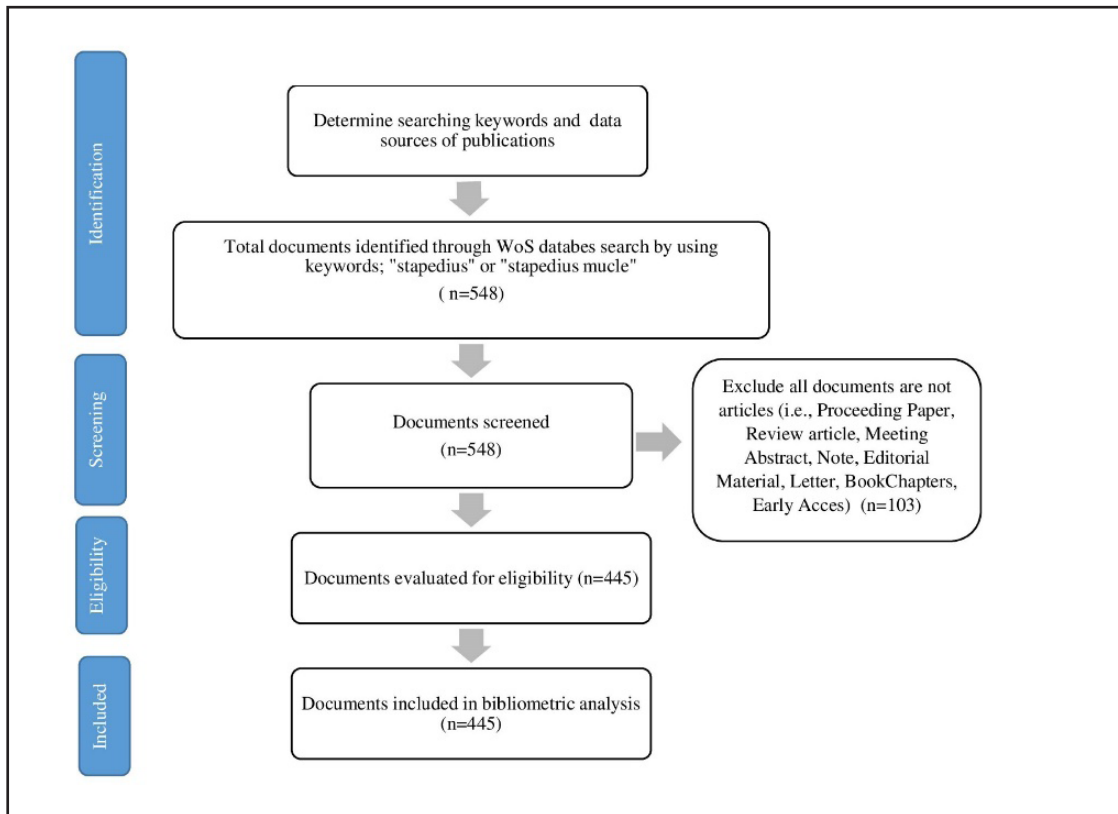 Identification
Determine searching keywords and data
sources of publications
Total documents identified through WoS databes search by using
keywords; "stapedius" or "stapedius mucle"
( n=548)
Screening
Documents screened
(n=548)
Exclude all documents are not
articles (i.e., Proceeding Paper,
Review article, Meeting
Abstract, Note, Editorial
Material, Letter, BookChapters,
Early Acces) (n=103)
Eligibility
Documents evaluated for eligibility (n=445)
Included
Documents included in bibliometric analysis
(n=445)